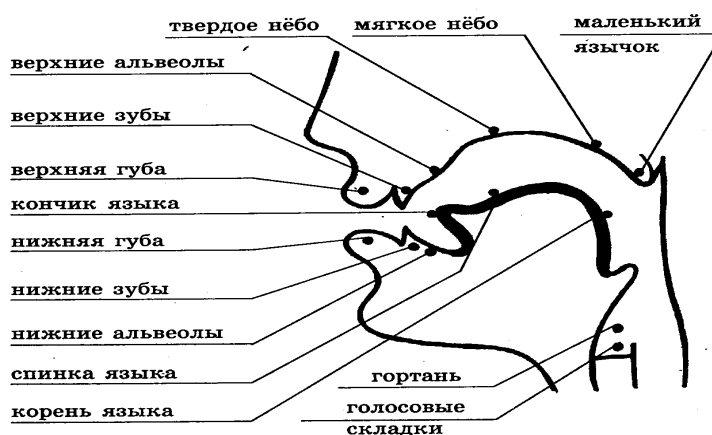 твердое нёбо
мягкое нёбо
маленький
язычок
верхние альвеолы
верхние зубы
верхняя губа
кончик языка
нижняя губа
нижние зубы
нижние альвеолы
спинка языка
корень языка
гортань
голосовые
складки